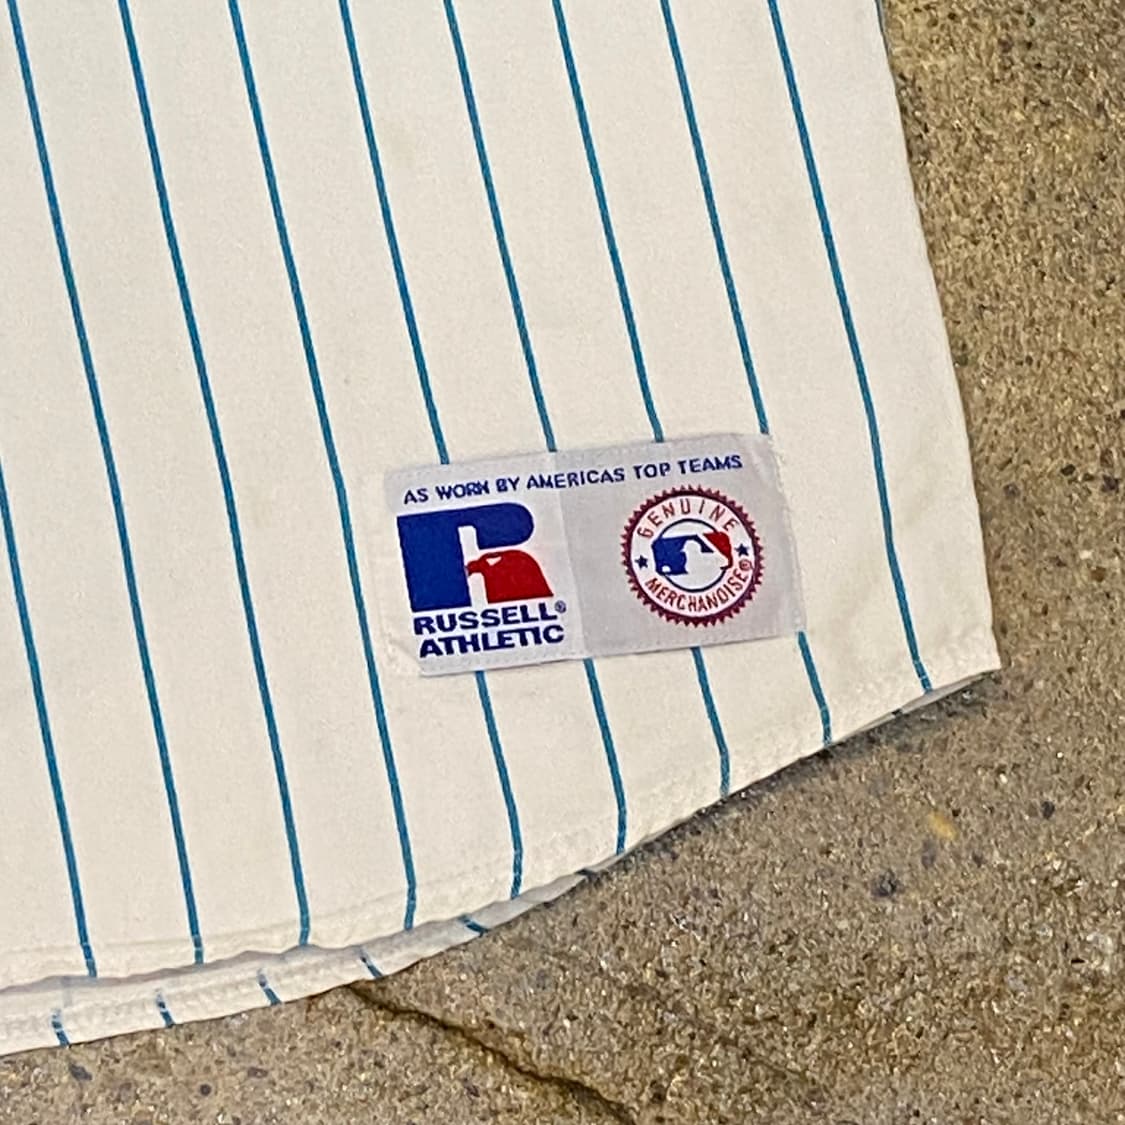 AS WORN BY AMERICAS TOP TEAMS
RUSSELL®
ATHLETIC
GENUINE
MERCHANDISE®